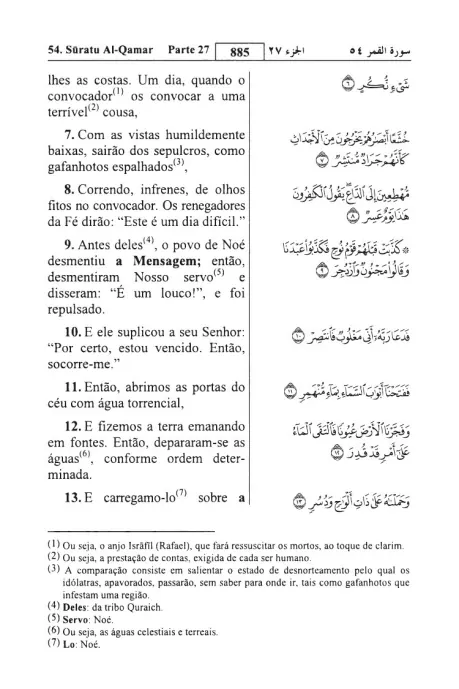 54. Sūratu Al-Qamar Parte 27 885 الجزء ٢٧ سورة القمر ٥٤
lhes as costas. Um dia, quando o
convocador(1) os convocar a uma
terrível(2) cousa,
7. Com as vistas humildemente
baixas, sairão dos sepulcros, como
gafanhotos espalhados(3),
8. Correndo, infrenes, de olhos
fitos no convocador. Os renegadores
da Fé dirão: “Este é um dia difícil.”
9. Antes deles(4), o povo de Noé
desmentiu a Mensagem; então,
desmentiram Nosso servo(5) e
disseram: “É um louco!”, e foi
repulsado.
10. E ele suplicou a seu Senhor:
“Por certo, estou vencido. Então,
socorre-me.”
11. Então, abrimos as portas do
céu com água torrencial,
12. E fizemos a terra emanando
em fontes. Então, depararam-se as
águas(6), conforme ordem deter-
minada.
13. E carregamo-lo(7) sobre a
شَىْءٍ نُّكُرٍ ۝٦
خُشَّعًا أَبْصَٰرُهُمْ يَخْرُجُونَ مِنَ ٱلْأَجْدَاثِ
كَأَنَّهُمْ جَرَادٌ مُّنتَشِرٌ ۝٧
مُّهْطِعِينَ إِلَى ٱلدَّاعِ يَقُولُ ٱلْكَٰفِرُونَ
هَٰذَا يَوْمٌ عَسِرٌ ۝٨
۞ كَذَّبَتْ قَبْلَهُمْ قَوْمُ نُوحٍ فَكَذَّبُوا۟ عَبْدَنَا
وَقَالُوا۟ مَجْنُونٌ وَٱزْدُجِرَ ۝٩
فَدَعَا رَبَّهُۥٓ أَنِّى مَغْلُوبٌ فَٱنتَصِرْ ۝١٠
فَفَتَحْنَآ أَبْوَٰبَ ٱلسَّمَآءِ بِمَآءٍ مُّنْهَمِرٍ ۝١١
وَفَجَّرْنَا ٱلْأَرْضَ عُيُونًا فَٱلْتَقَى ٱلْمَآءُ
عَلَىٰٓ أَمْرٍ قَدْ قُدِرَ ۝١٢
وَحَمَلْنَٰهُ عَلَىٰ ذَاتِ أَلْوَٰحٍ وَدُسُرٍ ۝١٣
(1) Ou seja, o anjo Isrāfīl (Rafael), que fará ressuscitar os mortos, ao toque de clarim.
(2) Ou seja, a prestação de contas, exigida de cada ser humano.
(3) A comparação consiste em salientar o estado de desnorteamento pelo qual os
idólatras, apavorados, passarão, sem saber para onde ir, tais como gafanhotos que
infestam uma região.
(4) Deles: da tribo Quraich.
(5) Servo: Noé.
(6) Ou seja, as águas celestiais e terreais.
(7) Lo: Noé.